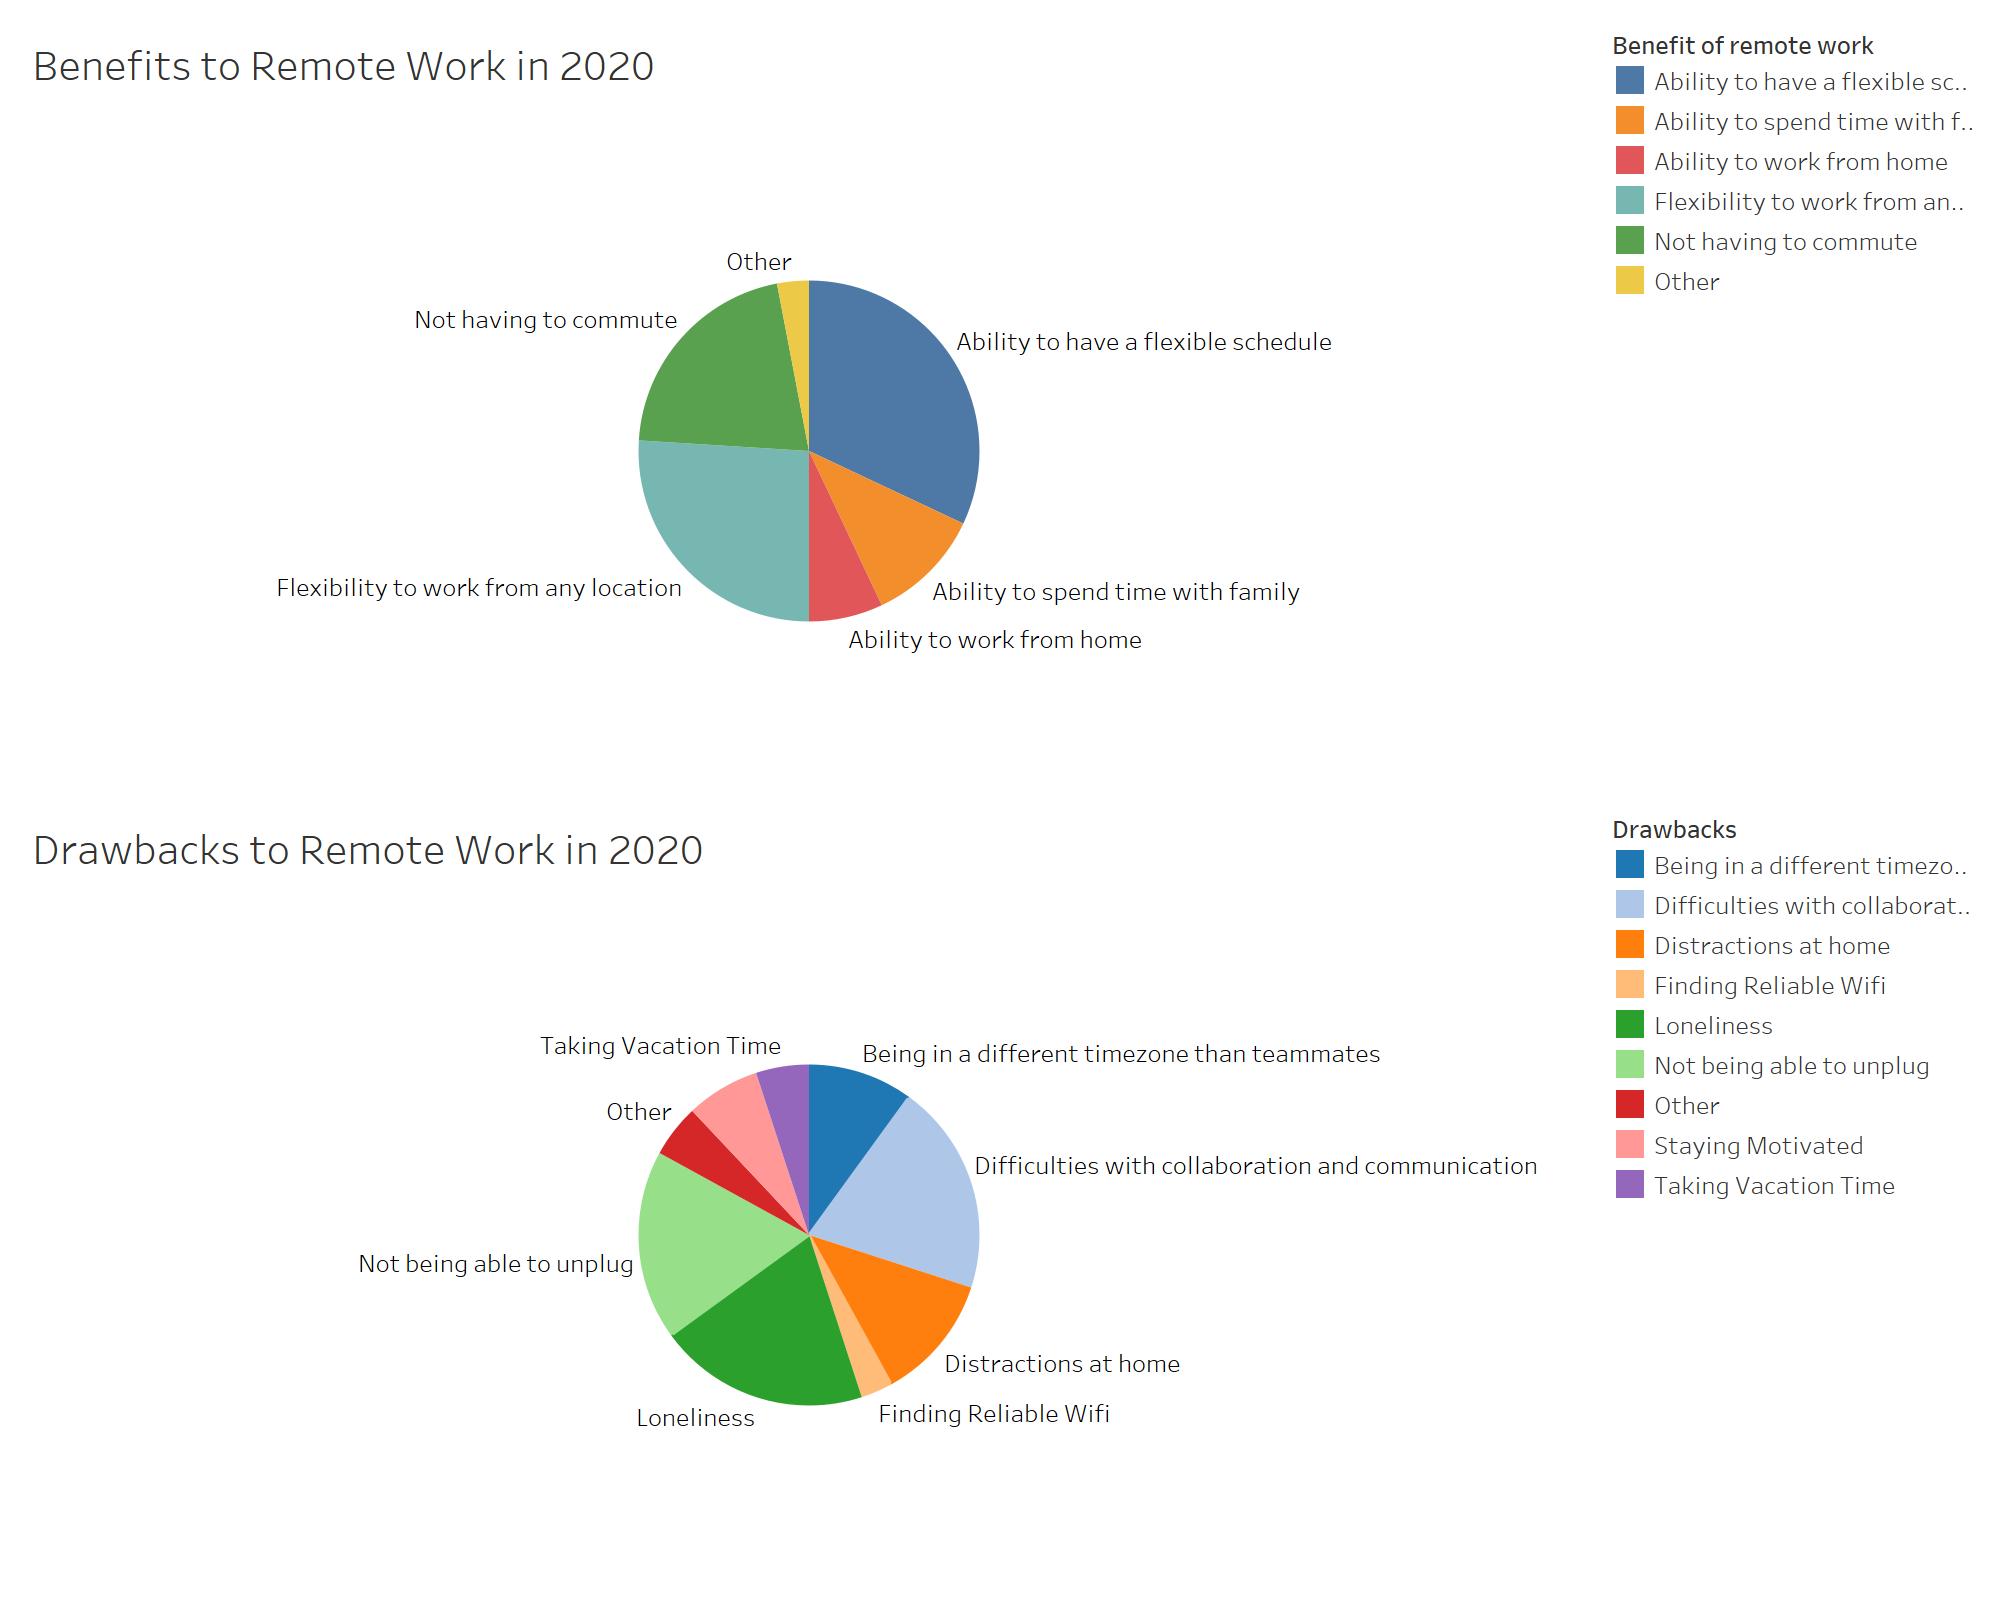 Benefits to Remote Work in 2020
Benefit of remote work
Ability to have a flexible sc..
Ability to spend time with f..
Ability to work from home
Flexibility to work from an..
Not having to commute
Other
Other
Not having to commute
Ability to have a flexible schedule
Flexibility to work from any location
Ability to spend time with family
Ability to work from home
Drawbacks to Remote Work in 2020
Drawbacks
Being in a different timezo..
Difficulties with collaborat..
Distractions at home
Finding Reliable Wifi
Loneliness
Not being able to unplug
Other
Staying Motivated
Taking Vacation Time
Taking Vacation Time
Being in a different timezone than teammates
Other
Difficulties with collaboration and communication
Not being able to unplug
Distractions at home
Loneliness
Finding Reliable Wifi